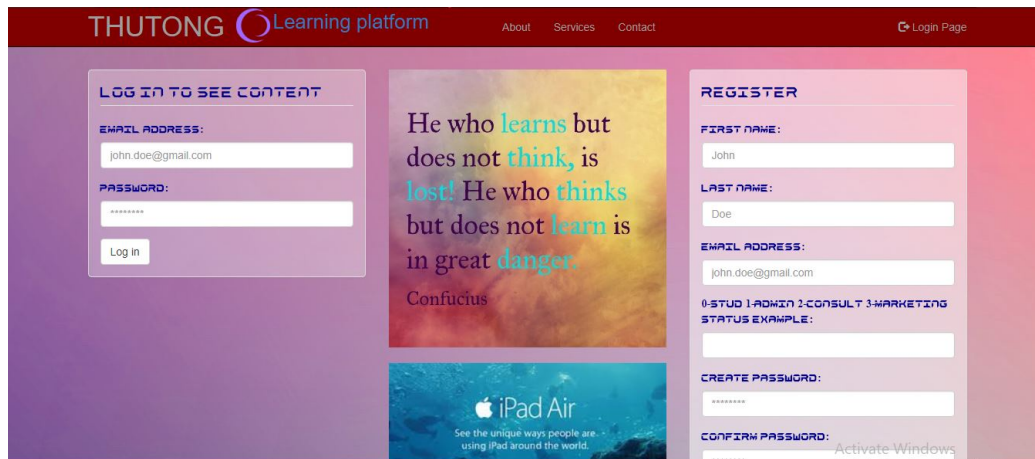 THUTONG Learning platform
About Services Contact
Login Page
LOG IN TO SEE CONTENT
EMAIL ADDRESS:
john.doe@gmail.com
PASSWORD:
********
Log in
He who learns but
does not think, is
lost! He who thinks
but does not learn is
in great danger.
Confucius
iPad Air
See the unique ways people are
using iPad around the world.
REGISTER
FIRST NAME:
John
LAST NAME:
Doe
EMAIL ADDRESS:
john.doe@gmail.com
0-STUD 1-ADMIN 2-CONSULT 3-MARKETING
STATUS EXAMPLE:
CREATE PASSWORD:
********
CONFIRM PASSWORD:
Activate Windows